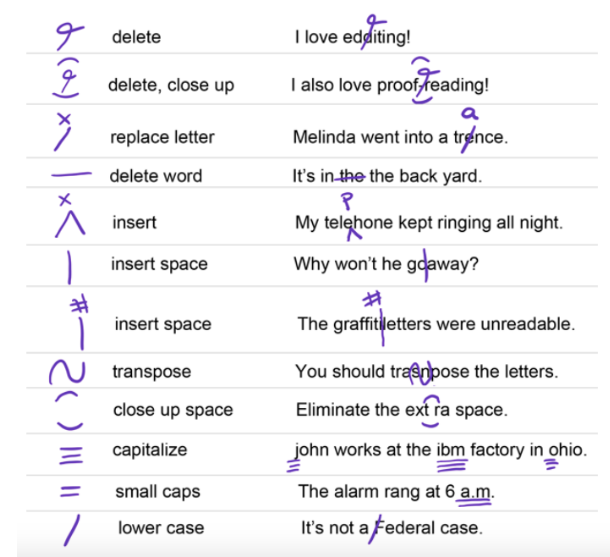 delete I love edditing!
delete, close up I also love proof-reading!
x a
replace letter Melinda went into a trence.
delete word It's in the the back yard.
x P
insert My telehone kept ringing all night.
insert space Why won't he goaway?
# #
insert space The graffitiletters were unreadable.
transpose You should trasnpose the letters.
close up space Eliminate the ext ra space.
capitalize john works at the ibm factory in ohio.
small caps The alarm rang at 6 a.m.
lower case It's not a Federal case.